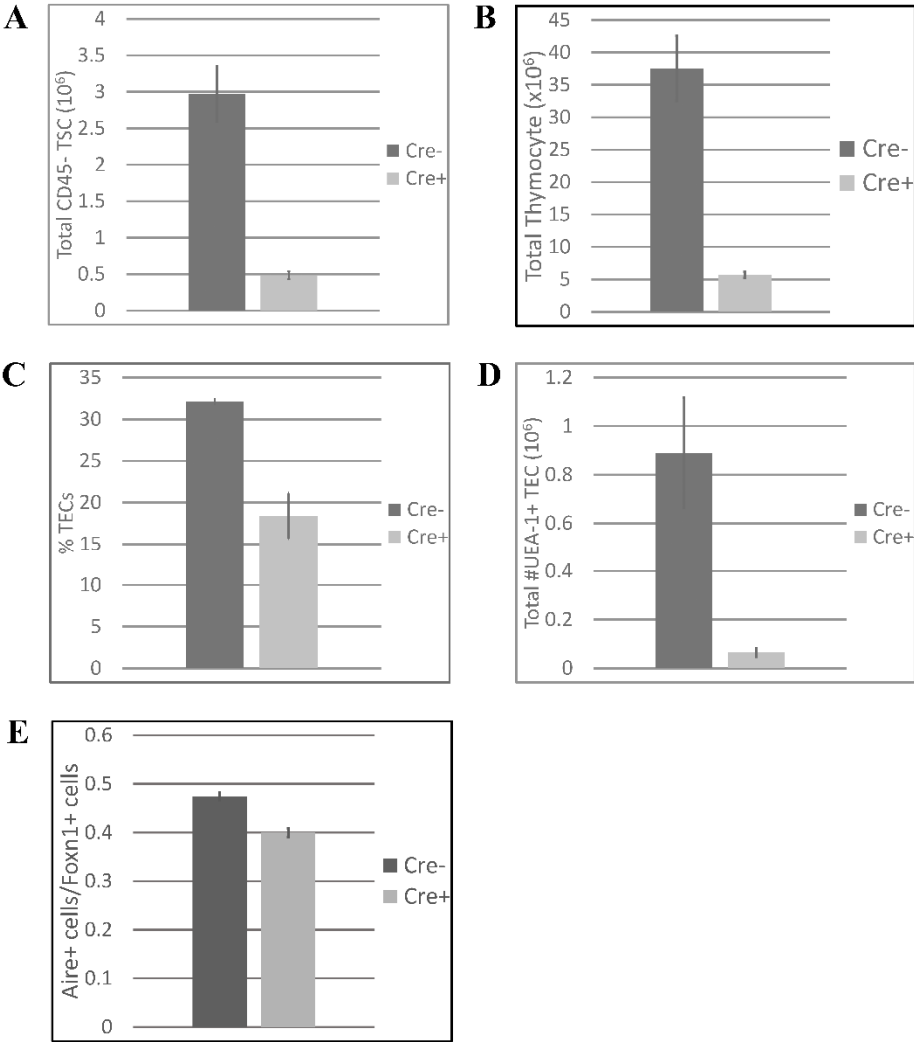 A
Total CD45- TSC (10⁶)
4
3.5
3
2.5
2
1.5
1
0.5
0
Cre-
Cre+
B
Total Thymocyte (x10⁶)
45
40
35
30
25
20
15
10
5
0
Cre-
Cre+
C
% TECs
35
30
25
20
15
10
5
0
Cre-
Cre+
D
Total #UEA-1+ TEC (10⁶)
1.2
1
0.8
0.6
0.4
0.2
0
Cre-
Cre+
E
Aire+ cells/Foxn1+ cells
0.6
0.5
0.4
0.3
0.2
0.1
0
Cre-
Cre+